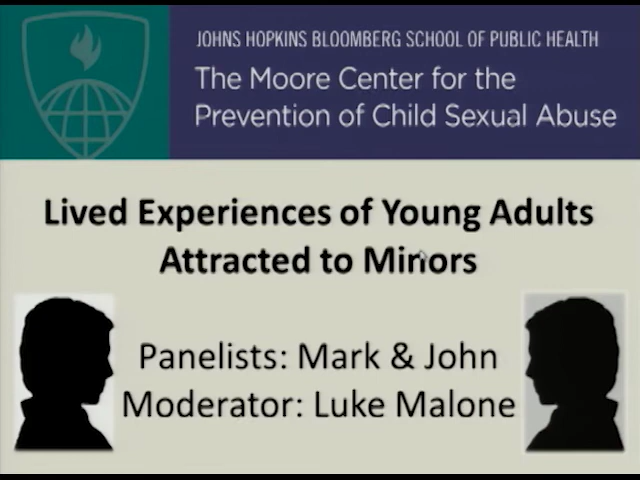 JOHNS HOPKINS BLOOMBERG SCHOOL OF PUBLIC HEALTH
The Moore Center for the
Prevention of Child Sexual Abuse
Lived Experiences of Young Adults
Attracted to Minors
Panelists: Mark & John
Moderator: Luke Malone